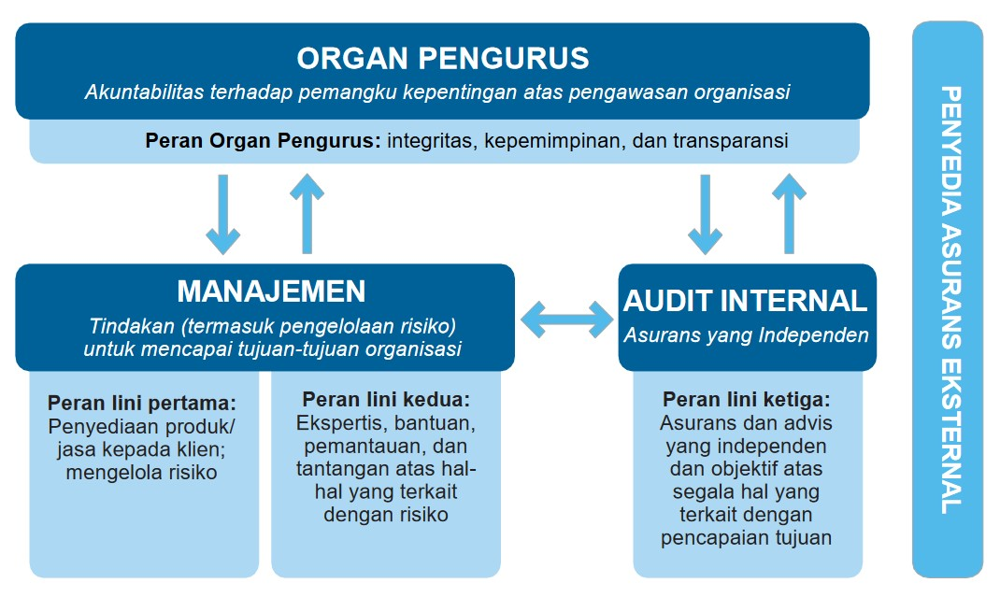 ORGAN PENGURUS
Akuntabilitas terhadap pemangku kepentingan atas pengawasan organisasi
Peran Organ Pengurus: integritas, kepemimpinan, dan transparansi
MANAJEMEN
Tindakan (termasuk pengelolaan risiko)
untuk mencapai tujuan-tujuan organisasi
Peran lini pertama:
Penyediaan produk/
jasa kepada klien;
mengelola risiko
Peran lini kedua:
Ekspertis, bantuan,
pemantauan, dan
tantangan atas hal-
hal yang terkait
dengan risiko
AUDIT INTERNAL
Asurans yang Independen
Peran lini ketiga:
Asurans dan advis
yang independen
dan objektif atas
segala hal yang
terkait dengan
pencapaian tujuan
PENYEDIA ASURANS EKSTERNAL